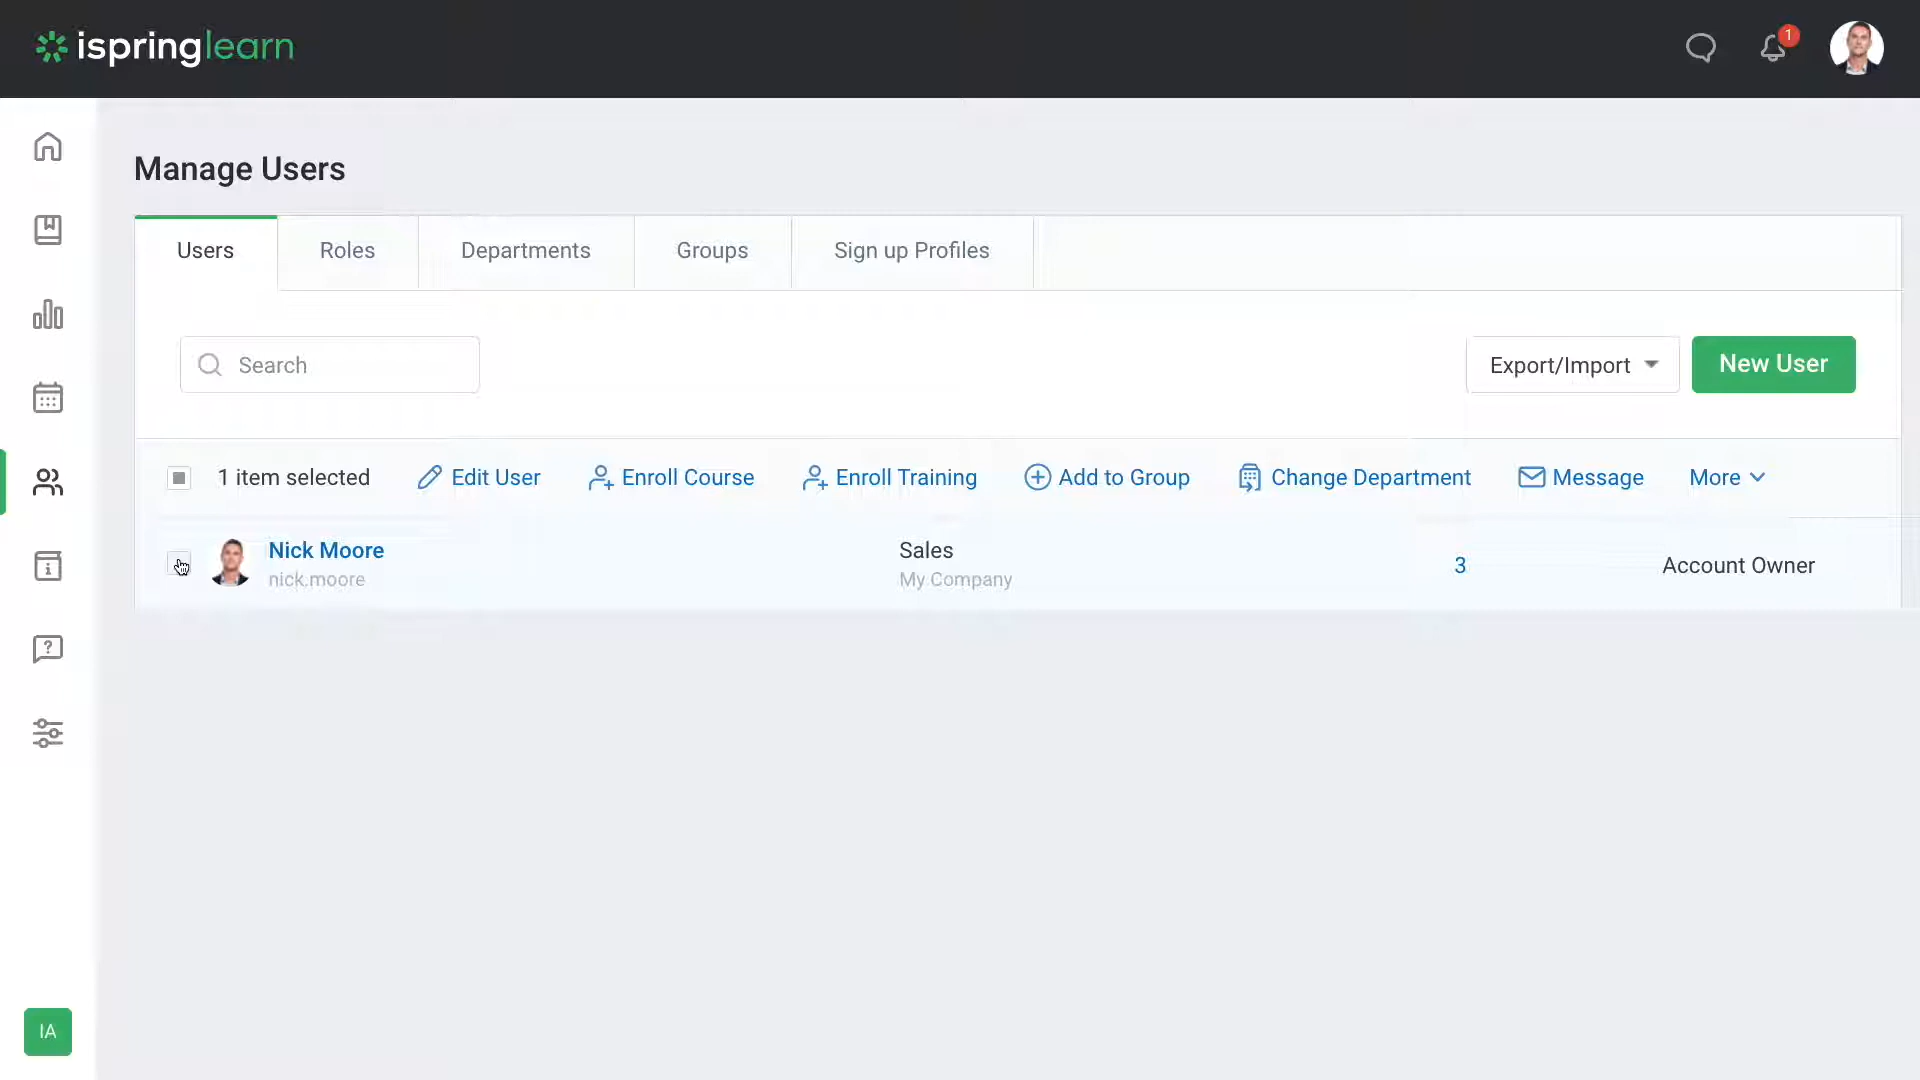 ispringlearn
1
Manage Users
Users
Roles
Departments
Groups
Sign up Profiles
Search
Export/Import
New User
1 item selected
Edit User
Enroll Course
Enroll Training
Add to Group
Change Department
Message
More
Nick Moore
nick.moore
Sales
My Company
3
Account Owner
IA